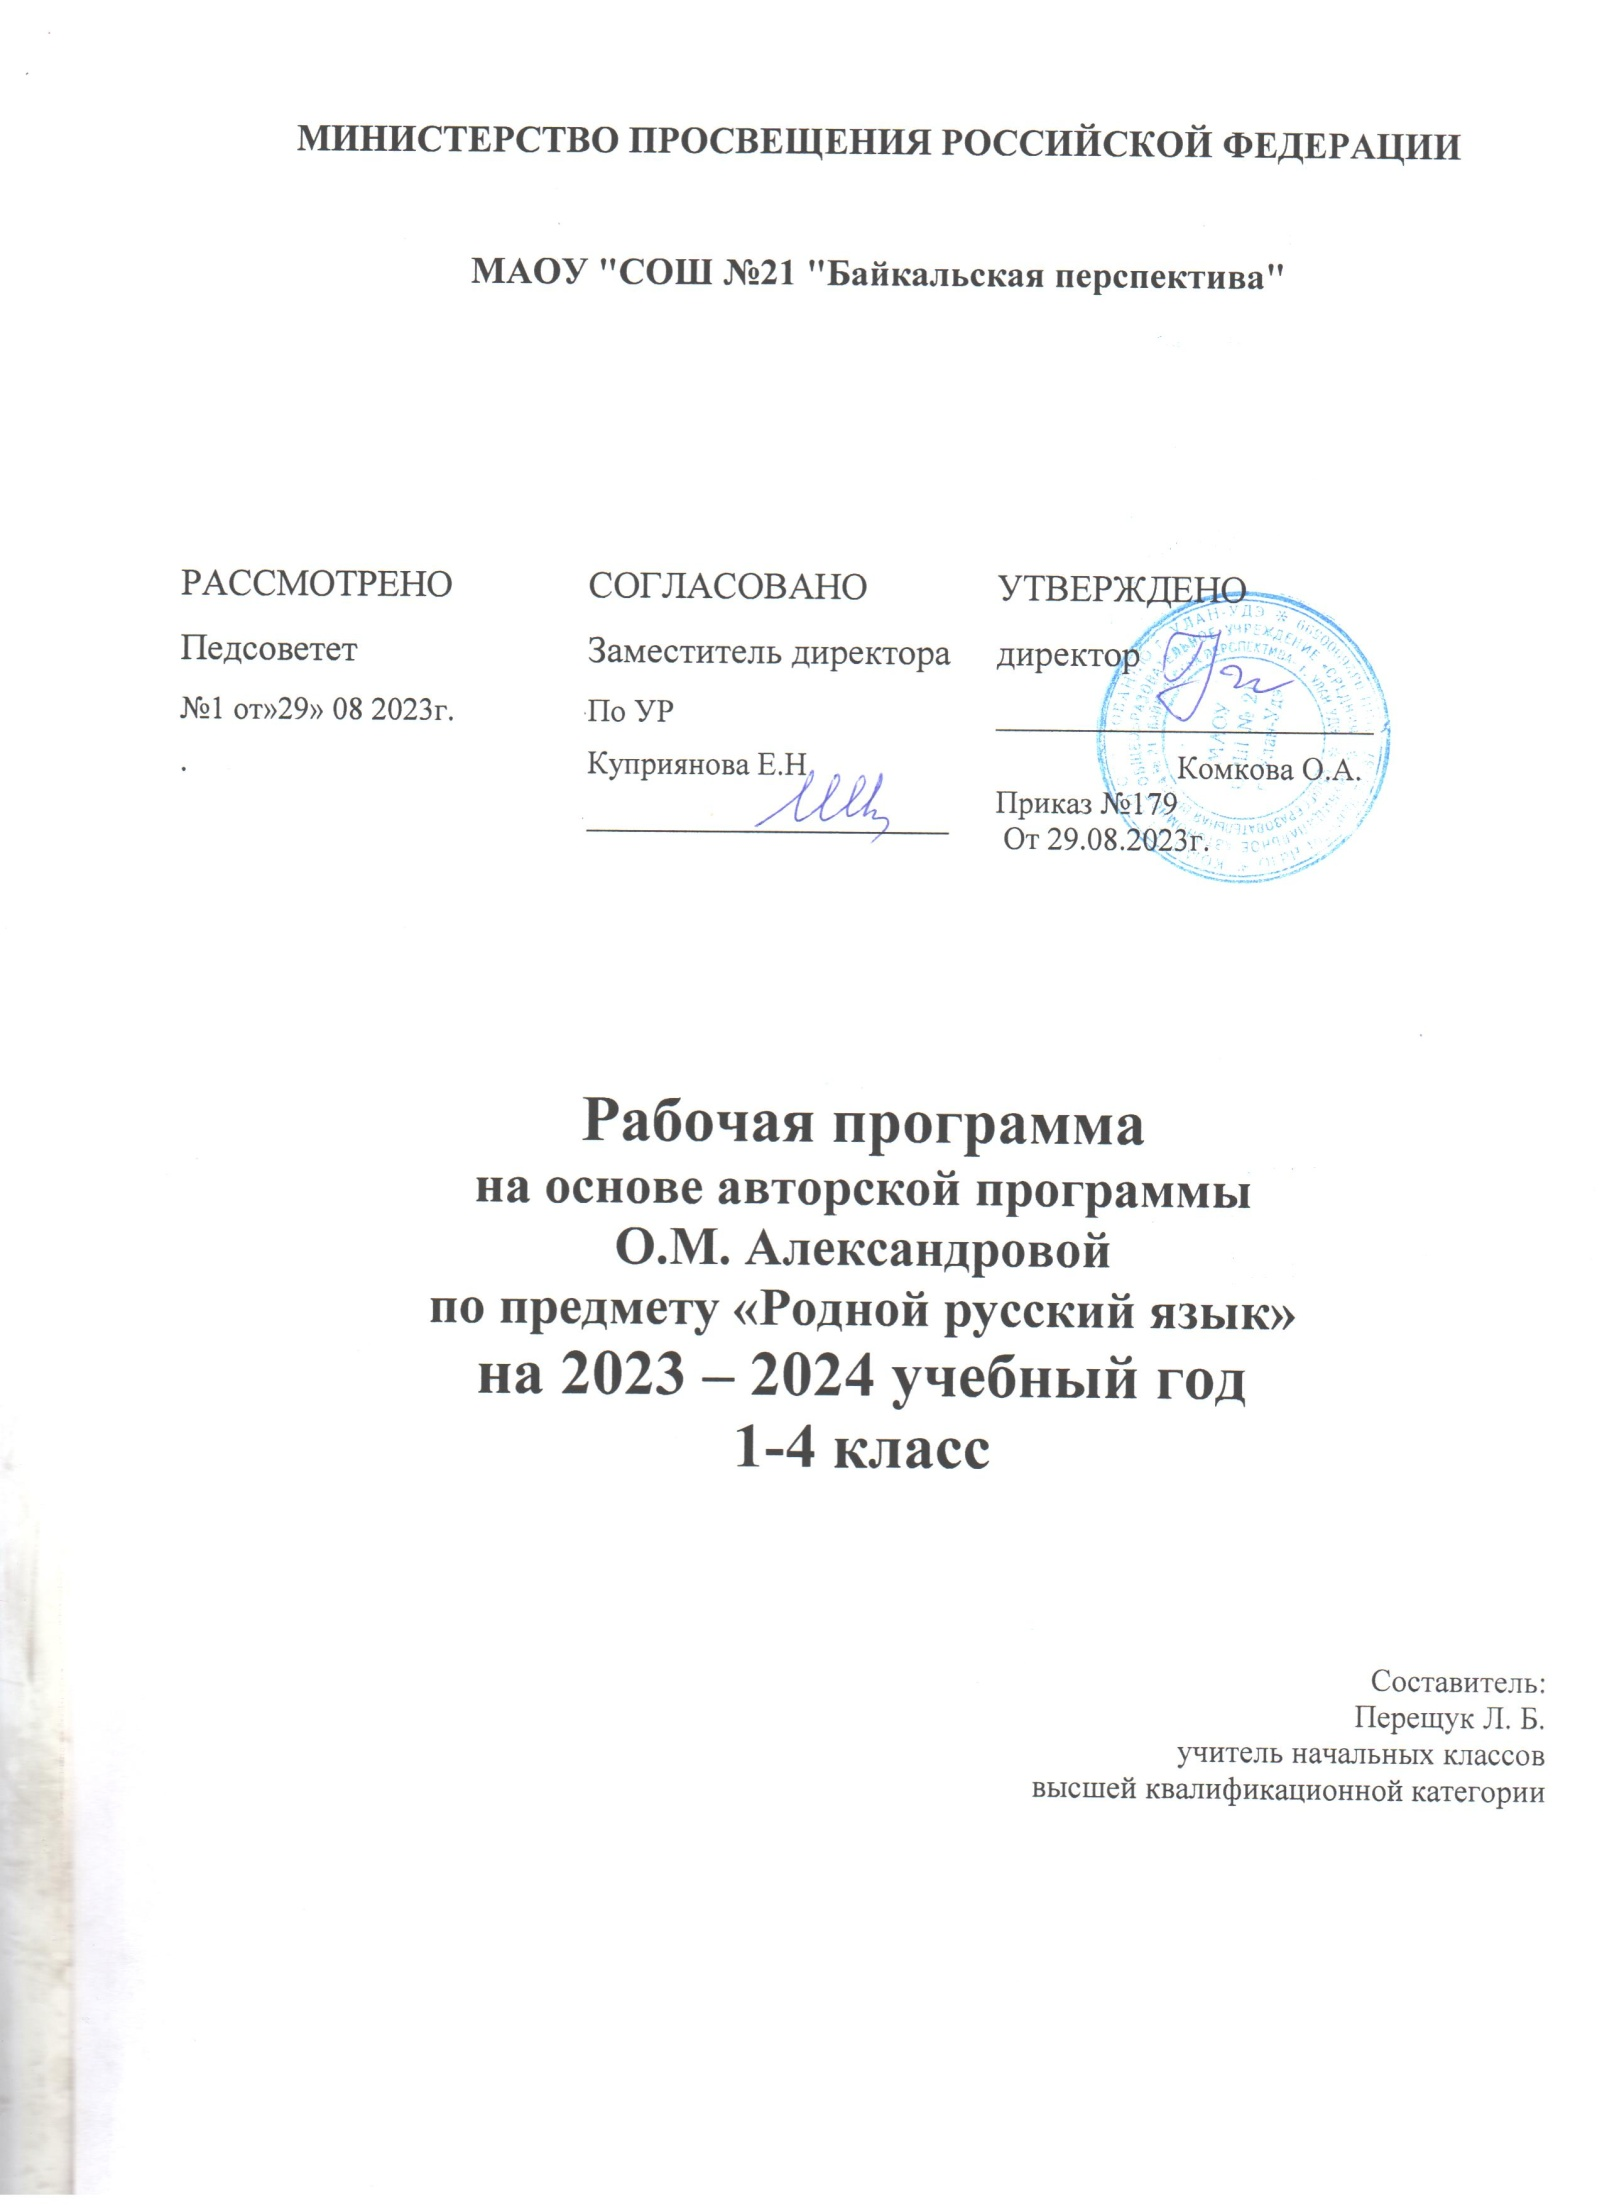 МИНИСТЕРСТВО ПРОСВЕЩЕНИЯ РОССИЙСКОЙ ФЕДЕРАЦИИ
МАОУ "СОШ №21 "Байкальская перспектива"
РАССМОТРЕНО
Педсоветет
№1 от»29» 08 2023г.
.
СОГЛАСОВАНО
Заместитель директора
По УР
Куприянова Е.Н.
УТВЕРЖДЕНО
директор
Комкова О.А.
Приказ №179
От 29.08.2023г.
УЛАН-УДЭ
МАОУ
Рабочая программа
на основе авторской программы
О.М. Александровой
по предмету «Родной русский язык»
на 2023 – 2024 учебный год
1-4 класс
Составитель:
Перещук Л. Б.
учитель начальных классов
высшей квалификационной категории